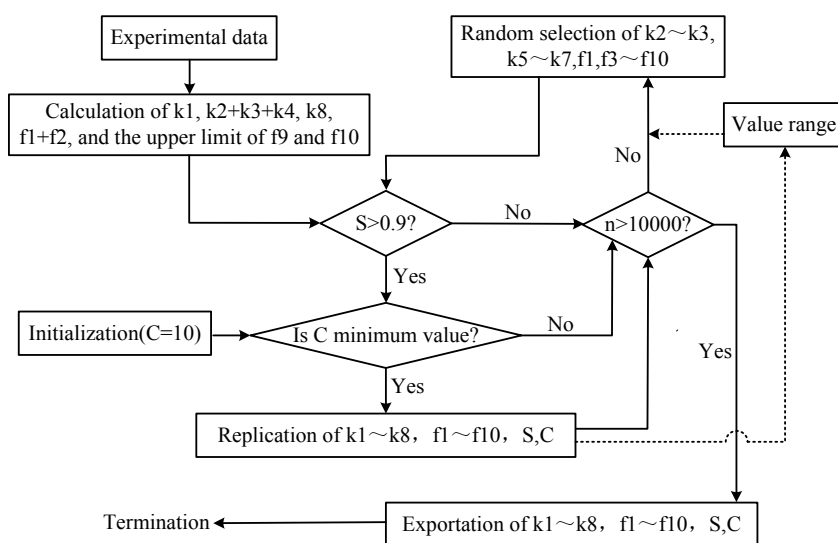 Experimental data
Random selection of k2～k3,
k5～k7,f1,f3～f10
Calculation of k1, k2+k3+k4, k8,
f1+f2, and the upper limit of f9 and f10
Value range
No
S>0.9?
No
n>10000?
Yes
Initialization(C=10)
Is C minimum value?
No
Yes
Yes
Replication of k1～k8，f1～f10，S,C
Termination
Exportation of k1～k8，f1～f10，S,C